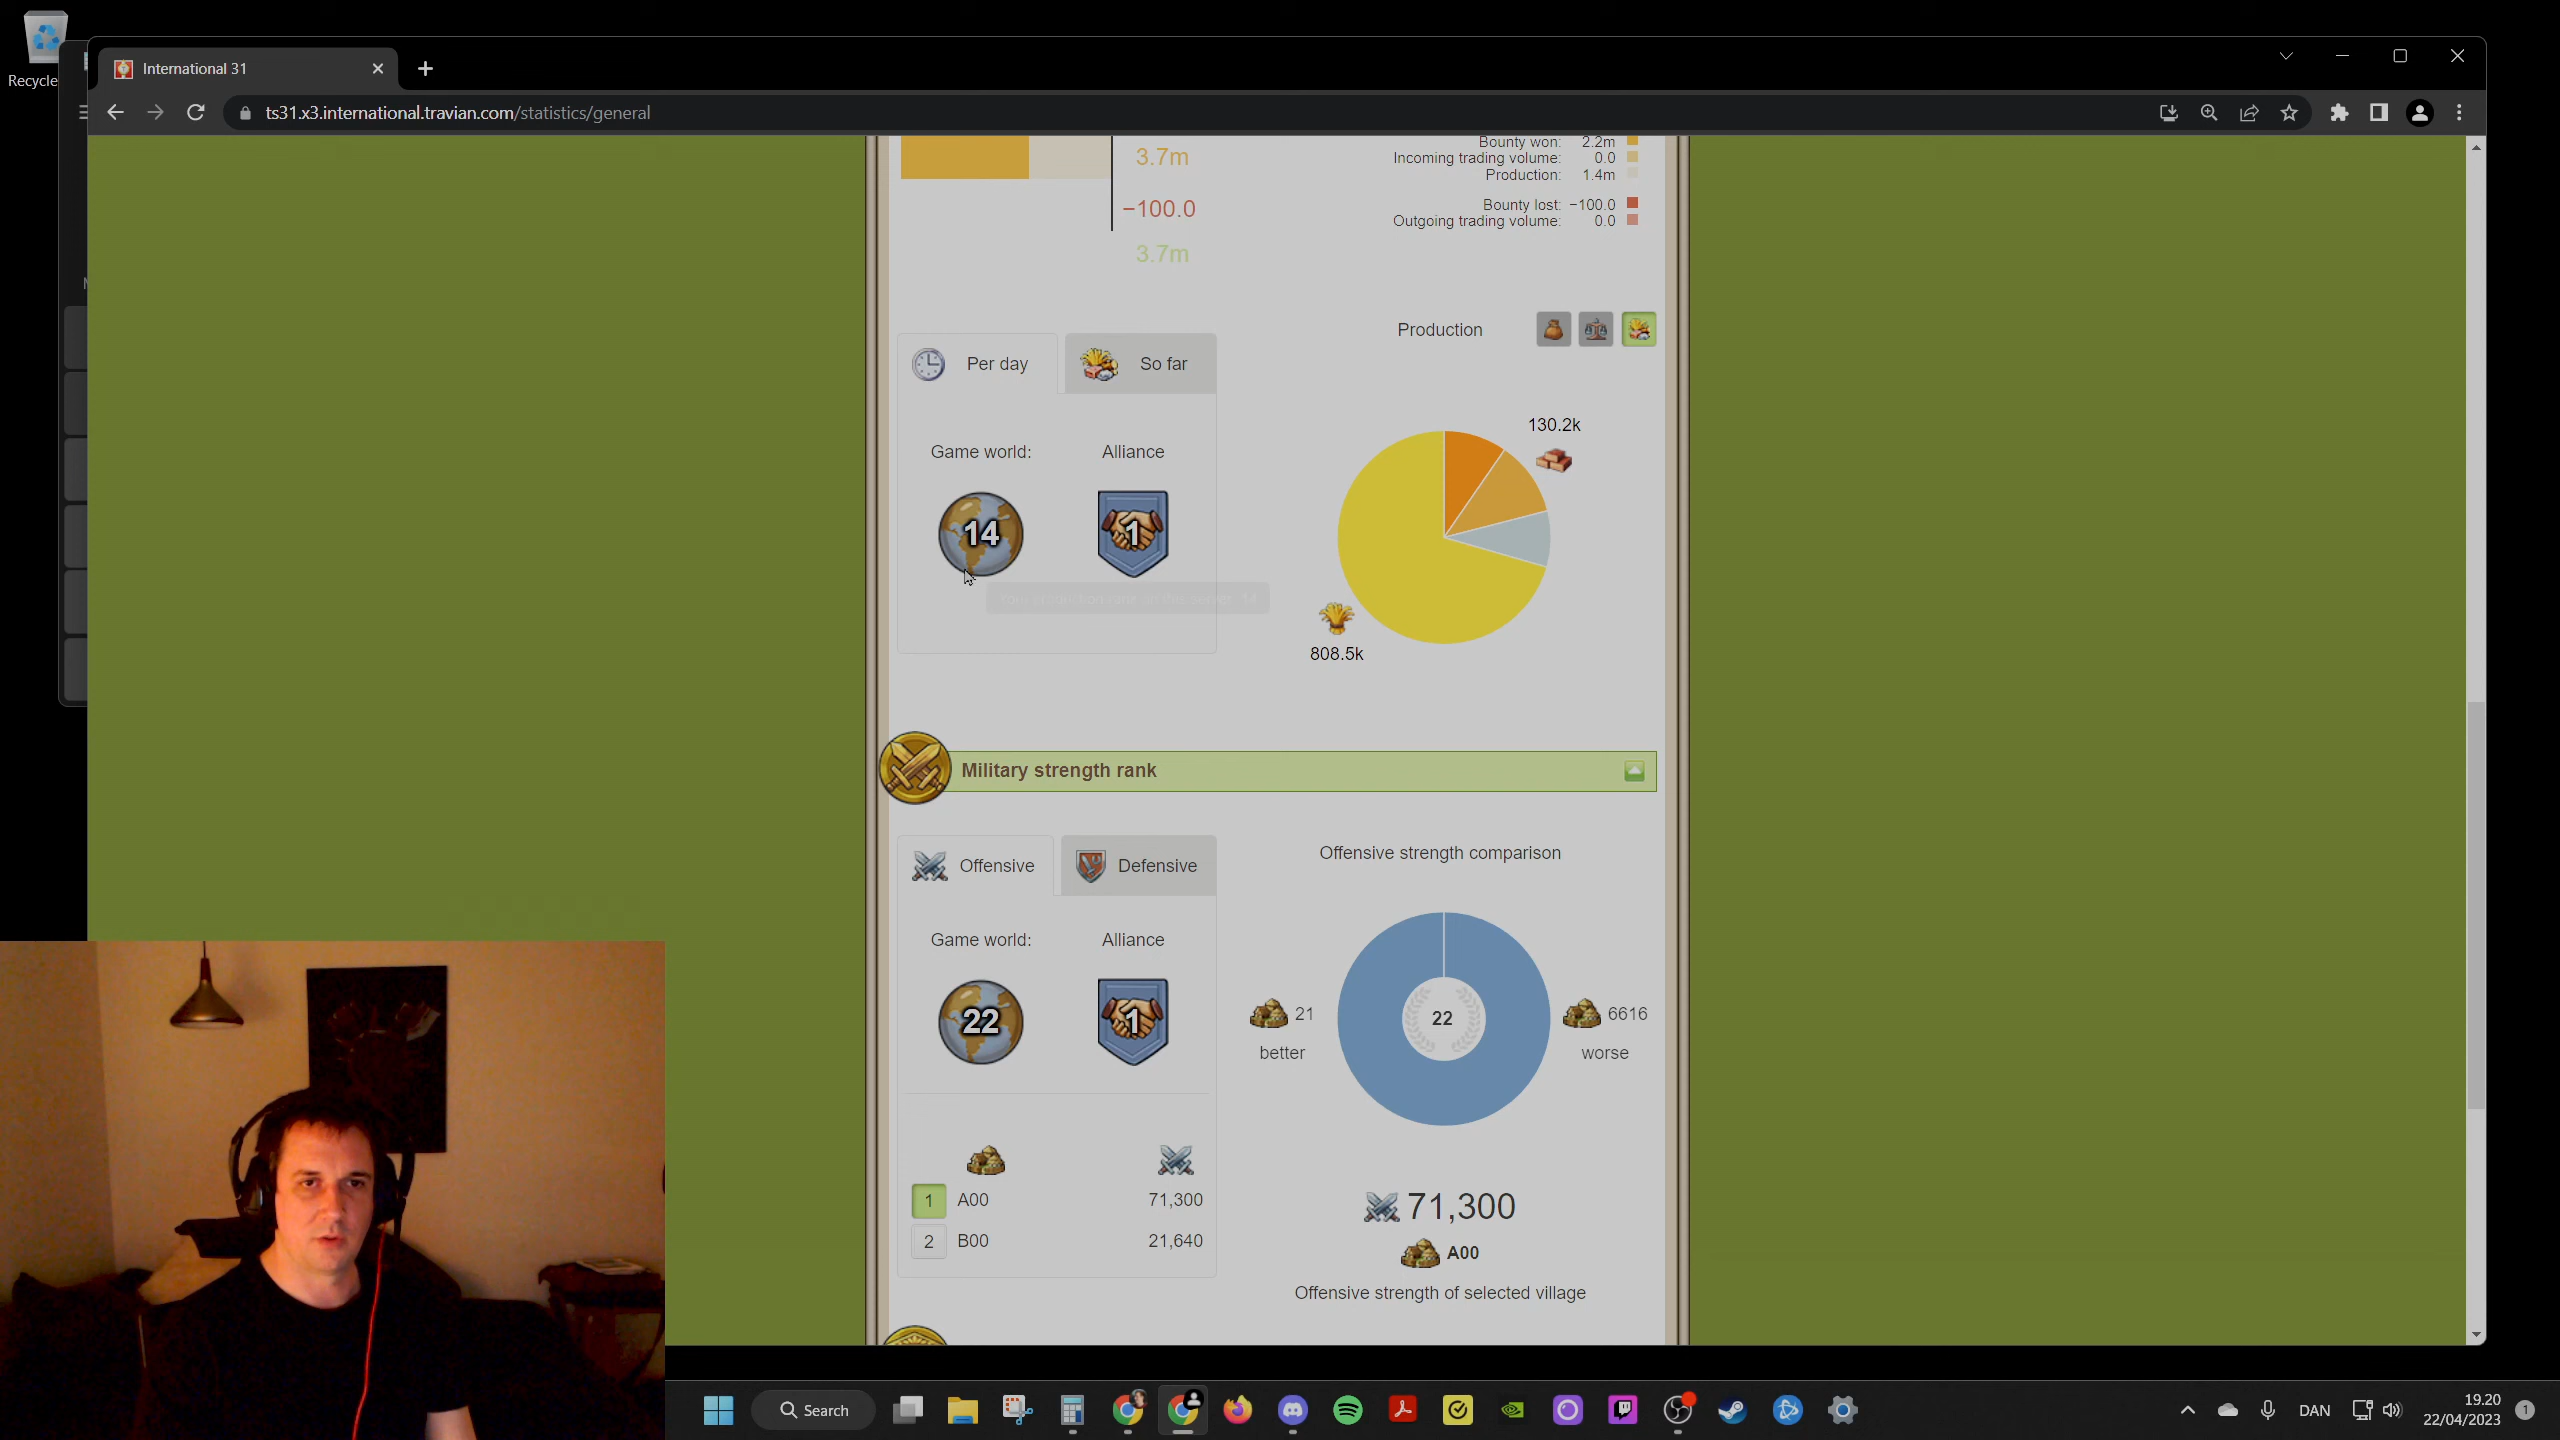 Recycle
International 31
ts31.x3.international.travian.com/statistics/general
3.7m
−100.0
3.7m
Bounty won: 2.2m
Incoming trading volume: 0.0
Production: 1.4m
Bounty lost: −100.0
Outgoing trading volume: 0.0
Per day
So far
Production
Game world:
Alliance
14
1
130.2k
808.5k
Military strength rank
Offensive
Defensive
Offensive strength comparison
Game world:
Alliance
22
1
21
better
22
6616
worse
1 A00 71,300
2 B00 21,640
71,300
A00
Offensive strength of selected village
Search
DAN
19.20
22/04/2023
1